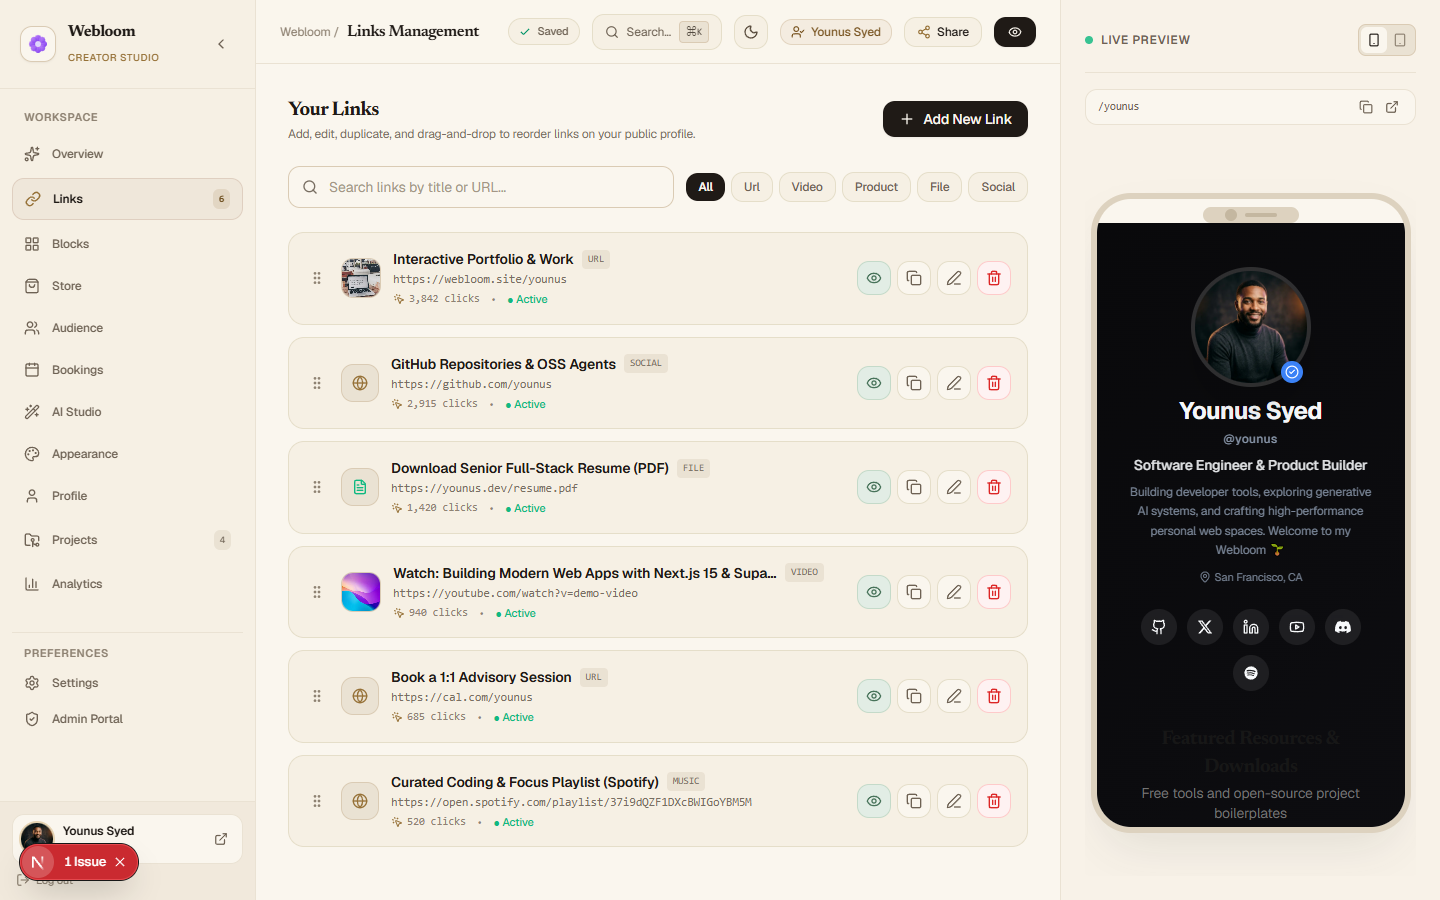 Webloom
CREATOR STUDIO
WORKSPACE
Overview
Links 6
Blocks
Store
Audience
Bookings
AI Studio
Appearance
Profile
Projects 4
Analytics
PREFERENCES
Settings
Admin Portal
Younus Syed
1 Issue
Log out
Webloom / Links Management
Saved
Search... ⌘K
Younus Syed
Share
Your Links
Add, edit, duplicate, and drag-and-drop to reorder links on your public profile.
Add New Link
Search links by title or URL...
All Url Video Product File Social
Interactive Portfolio & Work URL
https://webloom.site/younus
3,842 clicks • ● Active
GitHub Repositories & OSS Agents SOCIAL
https://github.com/younus
2,915 clicks • ● Active
Download Senior Full-Stack Resume (PDF) FILE
https://younus.dev/resume.pdf
1,420 clicks • ● Active
Watch: Building Modern Web Apps with Next.js 15 & Supa... VIDEO
https://youtube.com/watch?v=demo-video
940 clicks • ● Active
Book a 1:1 Advisory Session URL
https://cal.com/younus
685 clicks • ● Active
Curated Coding & Focus Playlist (Spotify) MUSIC
https://open.spotify.com/playlist/37i9dQZF1DXcBWIGoYBM5M
520 clicks • ● Active
LIVE PREVIEW
/younus
Younus Syed
@younus
Software Engineer & Product Builder
Building developer tools, exploring generative
AI systems, and crafting high-performance
personal web spaces. Welcome to my
Webloom 🌱
San Francisco, CA
Featured Resources &
Downloads
Free tools and open-source project
boilerplates